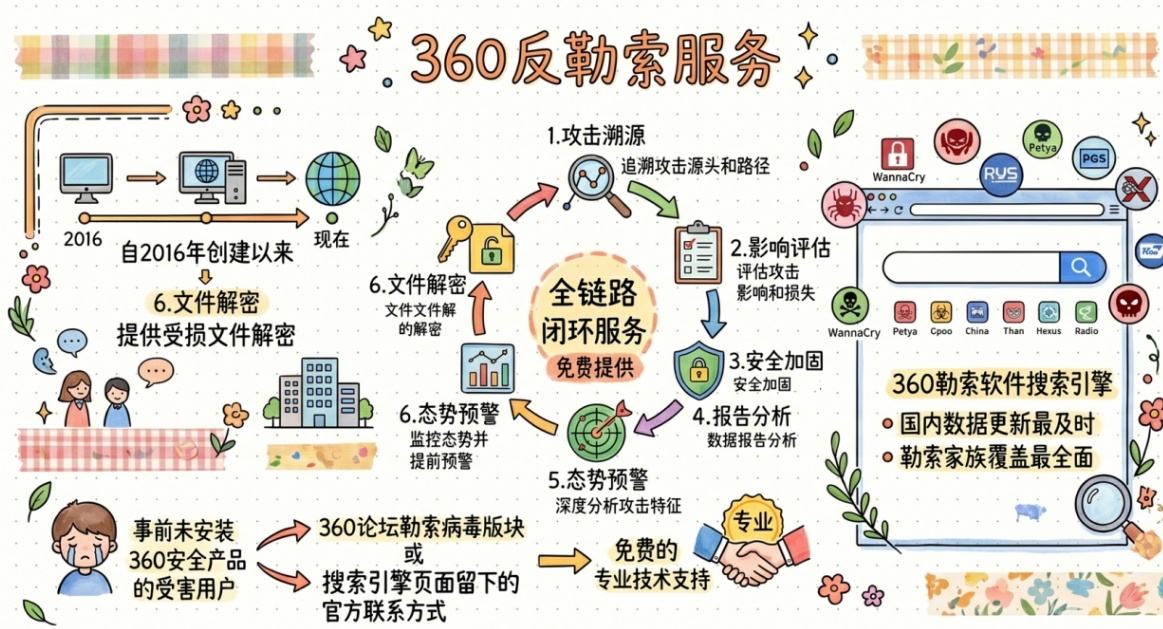 360反勒索服务
2016
现在
自2016年创建以来
6.文件解密
提供受损文件解密
1.攻击溯源
追溯攻击源头和路径
2.影响评估
评估攻击
影响和损失
3.安全加固
安全加固
4.报告分析
数据报告分析
5.态势预警
深度分析攻击特征
6.态势预警
监控态势并
提前预警
6.文件解密
文件文件解
的解密
全链路
闭环服务
免费提供
WannaCry
RVS
Petya
PGS
WannaCry
Petya
Cpoo
China
Than
Hexus
Radio
360勒索软件搜索引擎
国内数据更新最及时
勒索家族覆盖最全面
事前未安装
360安全产品
的受害用户
360论坛勒索病毒版块
或
搜索引擎页面留下的
官方联系方式
免费的
专业技术支持
专业